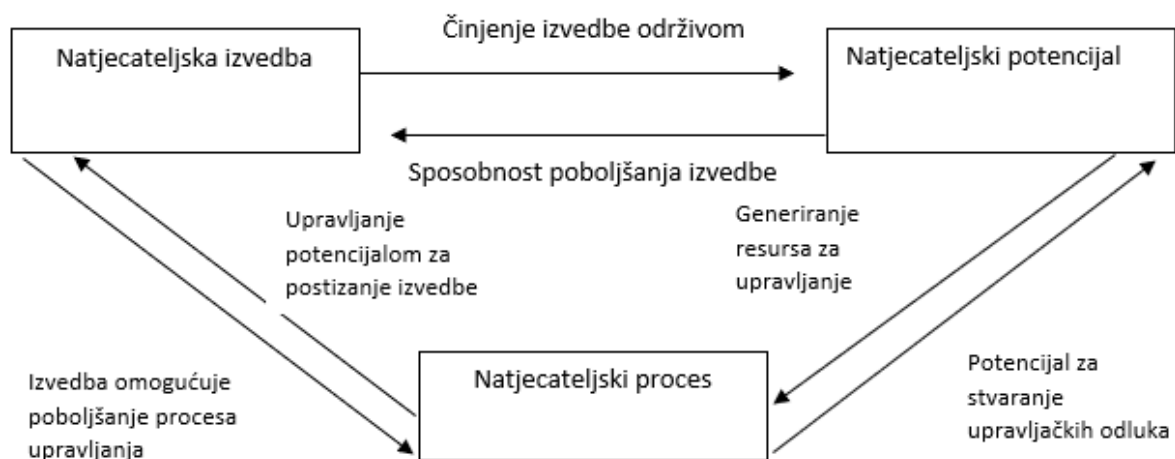 Činjenje izvedbe održivom
Natjecateljska izvedba
Natjecateljski potencijal
Sposobnost poboljšanja izvedbe
Upravljanje
potencijalom za
postizanje izvedbe
Generiranje
resursa za
upravljanje
Natjecateljski proces
Izvedba omogućuje
poboljšanje procesa
upravljanja
Potencijal za
stvaranje
upravljačkih odluka